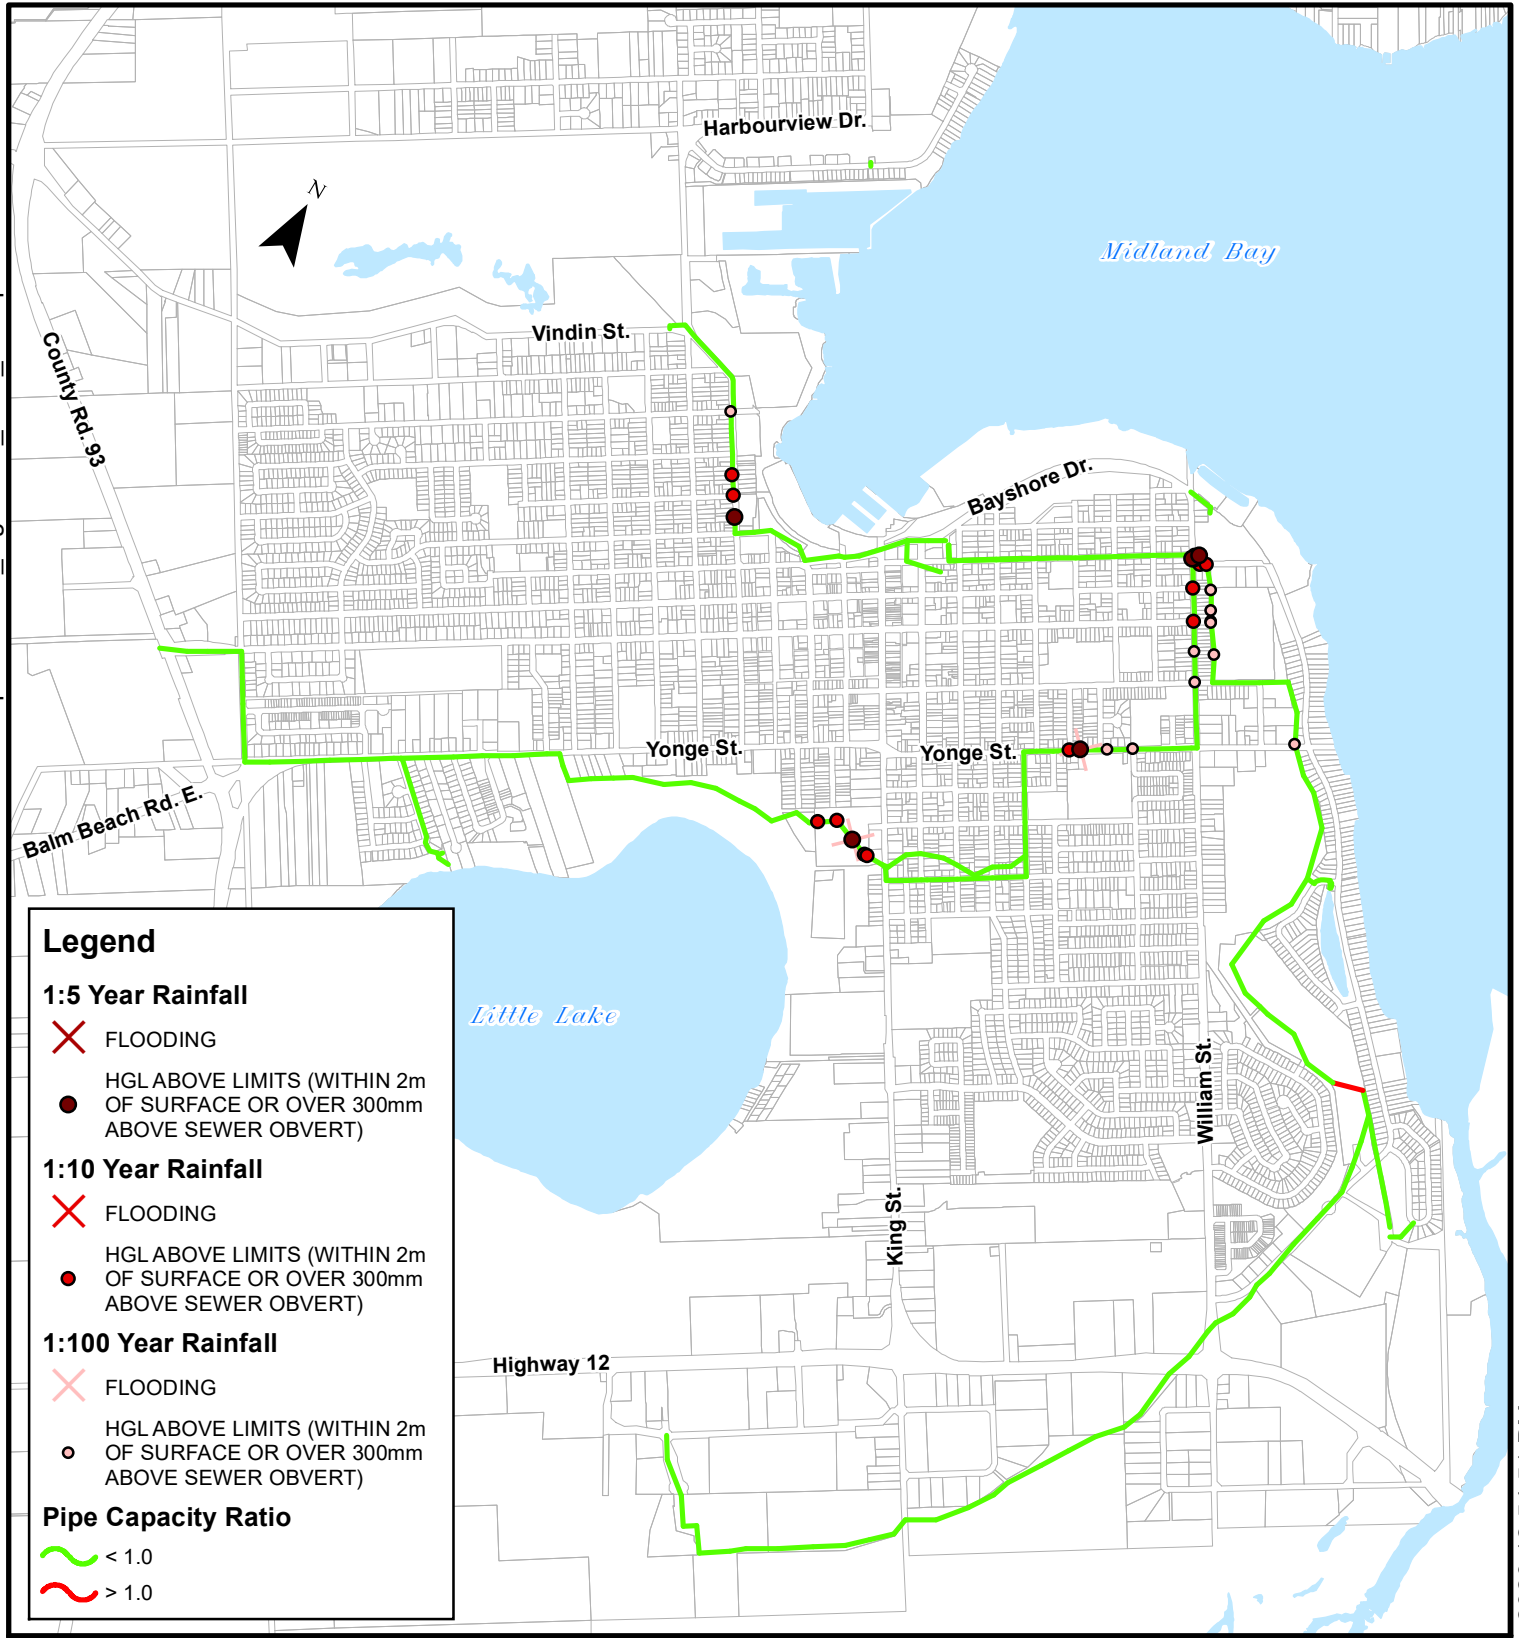 Harbourview Dr.
N
Midland Bay
Vindin St.
County Rd. 93
Bayshore Dr.
Yonge St.
Yonge St.
Balm Beach Rd. E.
Little Lake
William St.
King St.
Highway 12
Legend
1:5 Year Rainfall
FLOODING
HGL ABOVE LIMITS (WITHIN 2m
OF SURFACE OR OVER 300mm
ABOVE SEWER OBVERT)
1:10 Year Rainfall
FLOODING
HGL ABOVE LIMITS (WITHIN 2m
OF SURFACE OR OVER 300mm
ABOVE SEWER OBVERT)
1:100 Year Rainfall
FLOODING
HGL ABOVE LIMITS (WITHIN 2m
OF SURFACE OR OVER 300mm
ABOVE SEWER OBVERT)
Pipe Capacity Ratio
< 1.0
> 1.0